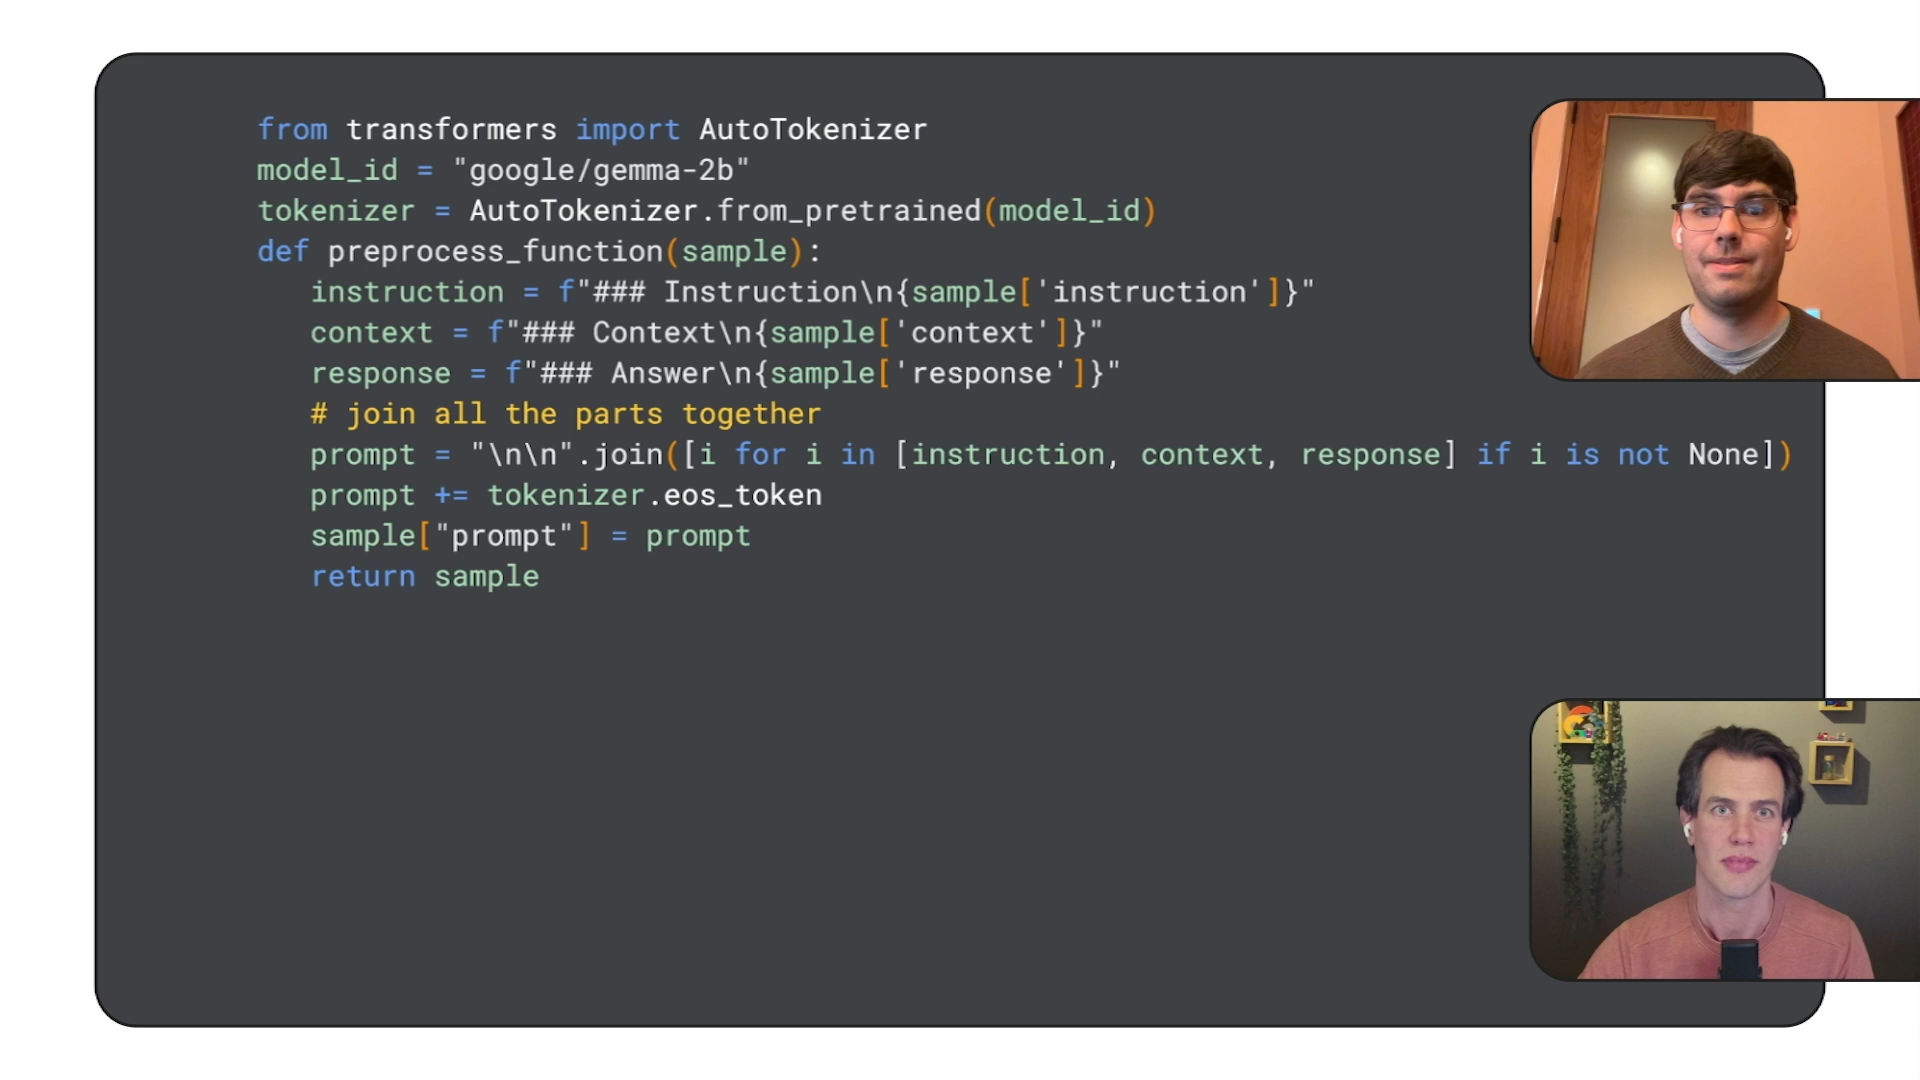 from transformers import AutoTokenizer
model_id = "google/gemma-2b"
tokenizer = AutoTokenizer.from_pretrained(model_id)
def preprocess_function(sample):
   instruction = f"### Instruction\n{sample['instruction']}"
   context = f"### Context\n{sample['context']}"
   response = f"### Answer\n{sample['response']}"
   # join all the parts together
   prompt = "\n\n".join([i for i in [instruction, context, response] if i is not None])
   prompt += tokenizer.eos_token
   sample["prompt"] = prompt
   return sample